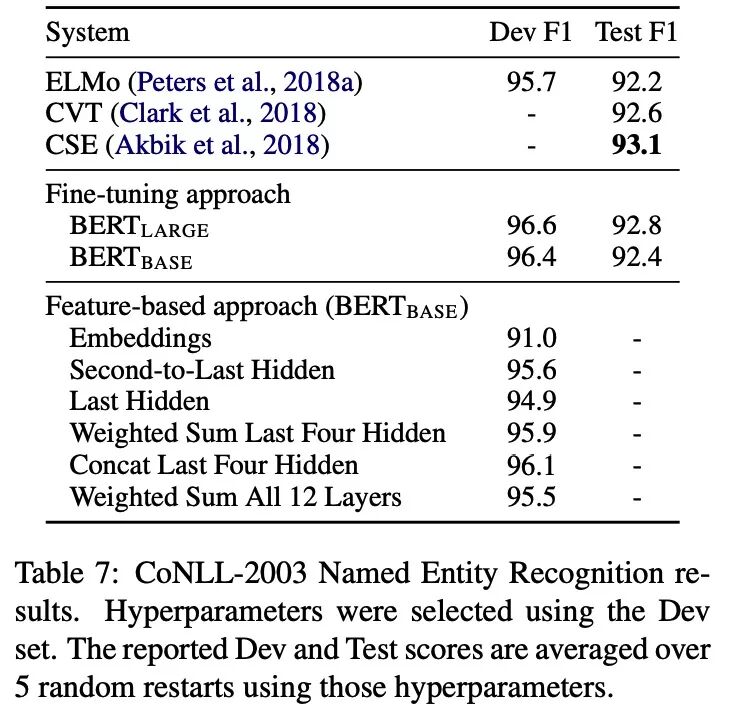 System Dev F1 Test F1
ELMo (Peters et al., 2018a) 95.7 92.2
CVT (Clark et al., 2018) - 92.6
CSE (Akbik et al., 2018) - 93.1
Fine-tuning approach
BERTLARGE 96.6 92.8
BERTBASE 96.4 92.4
Feature-based approach (BERTBASE)
Embeddings 91.0 -
Second-to-Last Hidden 95.6 -
Last Hidden 94.9 -
Weighted Sum Last Four Hidden 95.9 -
Concat Last Four Hidden 96.1 -
Weighted Sum All 12 Layers 95.5 -
Table 7: CoNLL-2003 Named Entity Recognition re-
sults. Hyperparameters were selected using the Dev
set. The reported Dev and Test scores are averaged over
5 random restarts using those hyperparameters.